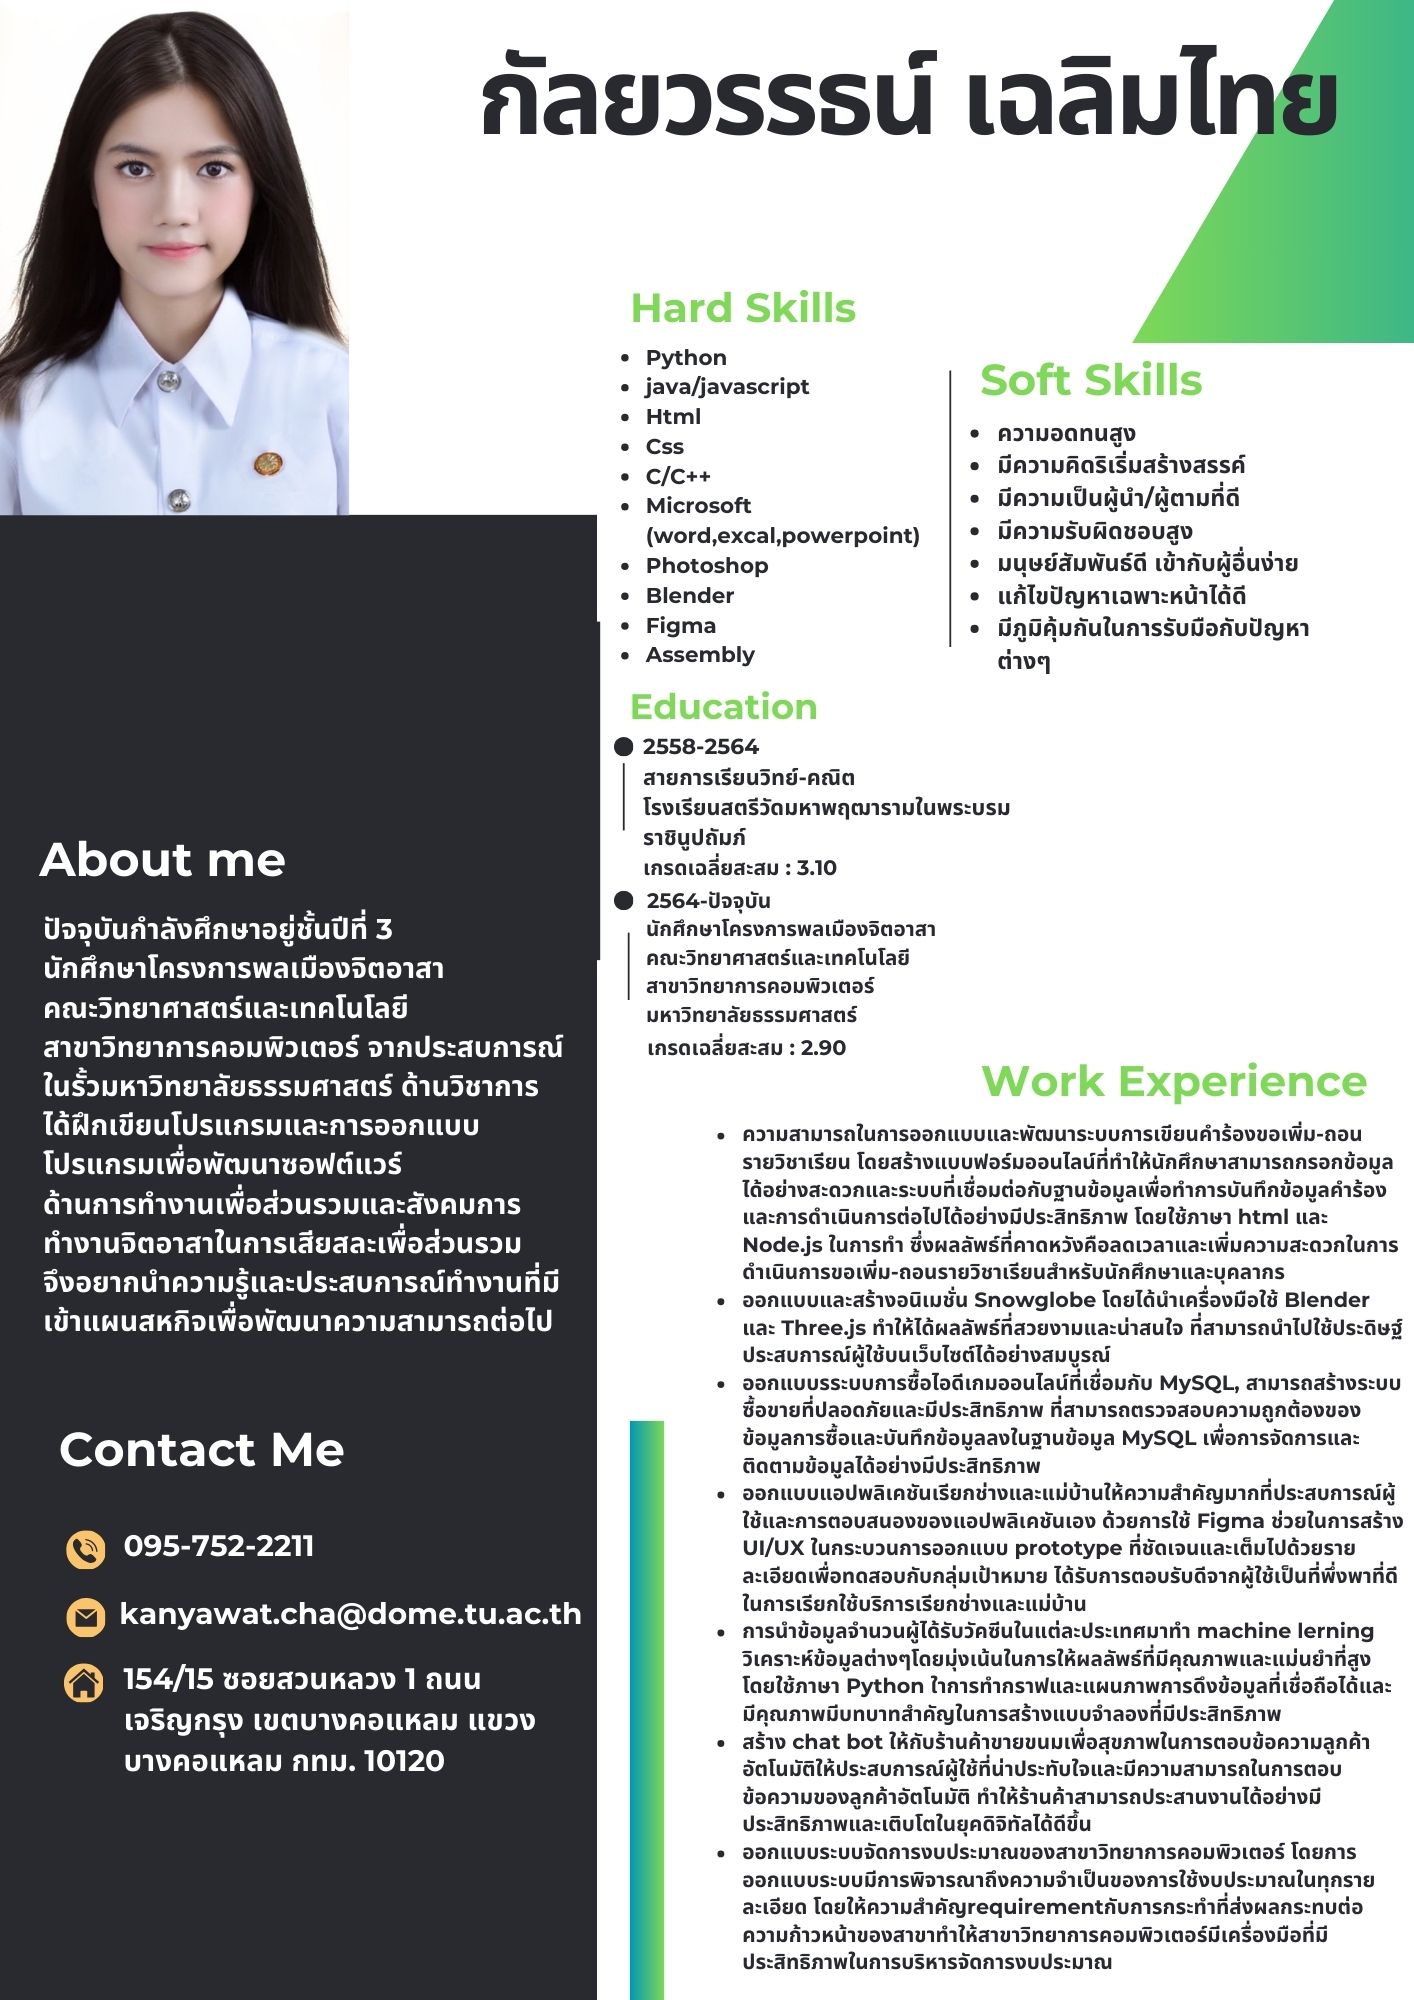 กัลยวรรธน์ เฉลิมไทย
Hard Skills
Python
java/javascript
Html
Css
C/C++
Microsoft
(word,excal,powerpoint)
Photoshop
Blender
Figma
Assembly
Soft Skills
ความอดทนสูง
มีความคิดริเริ่มสร้างสรรค์
มีความเป็นผู้นำ/ผู้ตามที่ดี
มีความรับผิดชอบสูง
มนุษย์สัมพันธ์ดี เข้ากับผู้อื่นง่าย
แก้ไขปัญหาเฉพาะหน้าได้ดี
มีภูมิคุ้มกันในการรับมือกับปัญหา
ต่างๆ
Education
2558-2564
สายการเรียนวิทย์-คณิต
โรงเรียนสตรีวัดมหาพฤฒารามในพระบรม
ราชินูปถัมภ์
เกรดเฉลี่ยสะสม : 3.10
2564-ปัจจุบัน
นักศึกษาโครงการพลเมืองจิตอาสา
คณะวิทยาศาสตร์และเทคโนโลยี
สาขาวิทยาการคอมพิวเตอร์
มหาวิทยาลัยธรรมศาสตร์
เกรดเฉลี่ยสะสม : 2.90
About me
ปัจจุบันกำลังศึกษาอยู่ชั้นปีที่ 3
นักศึกษาโครงการพลเมืองจิตอาสา
คณะวิทยาศาสตร์และเทคโนโลยี
สาขาวิทยาการคอมพิวเตอร์ จากประสบการณ์
ในรั้วมหาวิทยาลัยธรรมศาสตร์ ด้านวิชาการ
ได้ฝึกเขียนโปรแกรมและการออกแบบ
โปรแกรมเพื่อพัฒนาซอฟต์แวร์
ด้านการทำงานเพื่อส่วนรวมและสังคมการ
ทำงานจิตอาสาในการเสียสละเพื่อส่วนรวม
จึงอยากนำความรู้และประสบการณ์ทำงานที่มี
เข้าแผนสหกิจเพื่อพัฒนาความสามารถต่อไป
Contact Me
095-752-2211
kanyawat.cha@dome.tu.ac.th
154/15 ซอยสวนหลวง 1 ถนน
เจริญกรุง เขตบางคอแหลม แขวง
บางคอแหลม กทม. 10120
Work Experience
ความสามารถในการออกแบบและพัฒนาระบบการเขียนคำร้องขอเพิ่ม-ถอน
รายวิชาเรียน โดยสร้างแบบฟอร์มออนไลน์ที่ทำให้นักศึกษาสามารถกรอกข้อมูล
ได้อย่างสะดวกและระบบที่เชื่อมต่อกับฐานข้อมูลเพื่อทำการบันทึกข้อมูลคำร้อง
และการดำเนินการต่อไปได้อย่างมีประสิทธิภาพ โดยใช้ภาษา html และ
Node.js ในการทำ ซึ่งผลลัพธ์ที่คาดหวังคือลดเวลาและเพิ่มความสะดวกในการ
ดำเนินการขอเพิ่ม-ถอนรายวิชาเรียนสำหรับนักศึกษาและบุคลากร
ออกแบบและสร้างอนิเมชั่น Snowglobe โดยได้นำเครื่องมือใช้ Blender
และ Three.js ทำให้ได้ผลลัพธ์ที่สวยงามและน่าสนใจ ที่สามารถนำไปใช้ประดิษฐ์
ประสบการณ์ผู้ใช้บนเว็บไซต์ได้อย่างสมบูรณ์
ออกแบบรระบบการซื้อไอดีเกมออนไลน์ที่เชื่อมกับ MySQL, สามารถสร้างระบบ
ซื้อขายที่ปลอดภัยและมีประสิทธิภาพ ที่สามารถตรวจสอบความถูกต้องของ
ข้อมูลการซื้อและบันทึกข้อมูลลงในฐานข้อมูล MySQL เพื่อการจัดการและ
ติดตามข้อมูลได้อย่างมีประสิทธิภาพ
ออกแบบแอปพลิเคชันเรียกช่างและแม่บ้านให้ความสำคัญมากที่ประสบการณ์ผู้
ใช้และการตอบสนองของแอปพลิเคชันเอง ด้วยการใช้ Figma ช่วยในการสร้าง
UI/UX ในกระบวนการออกแบบ prototype ที่ชัดเจนและเต็มไปด้วยราย
ละเอียดเพื่อทดสอบกับกลุ่มเป้าหมาย ได้รับการตอบรับดีจากผู้ใช้เป็นที่พึ่งพาที่ดี
ในการเรียกใช้บริการเรียกช่างและแม่บ้าน
การนำข้อมูลจำนวนผู้ได้รับวัคซีนในแต่ละประเทศมาทำ machine lerning
วิเคราะห์ข้อมูลต่างๆโดยมุ่งเน้นในการให้ผลลัพธ์ที่มีคุณภาพและแม่นยำที่สูง
โดยใช้ภาษา Python ใาการทำกราฟและแผนภาพการดึงข้อมูลที่เชื่อถือได้และ
มีคุณภาพมีบทบาทสำคัญในการสร้างแบบจำลองที่มีประสิทธิภาพ
สร้าง chat bot ให้กับร้านค้าขายขนมเพื่อสุขภาพในการตอบข้อความลูกค้า
อัตโนมัติให้ประสบการณ์ผู้ใช้ที่น่าประทับใจและมีความสามารถในการตอบ
ข้อความของลูกค้าอัตโนมัติ ทำให้ร้านค้าสามารถประสานงานได้อย่างมี
ประสิทธิภาพและเติบโตในยุคดิจิทัลได้ดีขึ้น
ออกแบบระบบจัดการงบประมาณของสาขาวิทยาการคอมพิวเตอร์ โดยการ
ออกแบบระบบมีการพิจารณาถึงความจำเป็นของการใช้งบประมาณในทุกราย
ละเอียด โดยให้ความสำคัญrequirementกับการกระทำที่ส่งผลกระทบต่อ
ความก้าวหน้าของสาขาทำให้สาขาวิทยาการคอมพิวเตอร์มีเครื่องมือที่มี
ประสิทธิภาพในการบริหารจัดการงบประมาณ